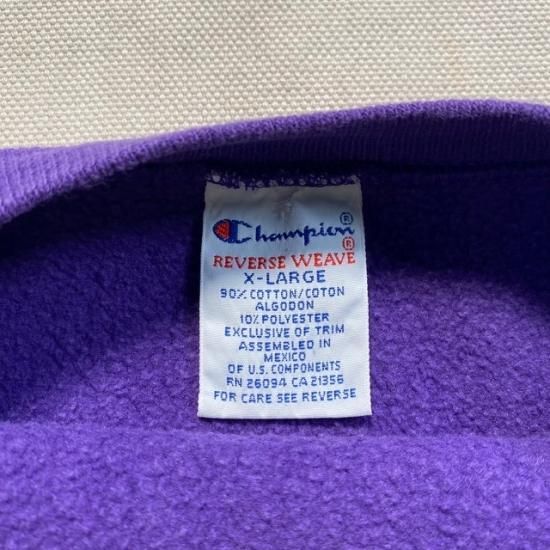 Champion®
REVERSE WEAVE®
X-LARGE
90% COTTON/COTON
ALGODON
10% POLYESTER
EXCLUSIVE OF TRIM
ASSEMBLED IN
MEXICO
OF U.S. COMPONENTS
RN 26094 CA 21356
FOR CARE SEE REVERSE